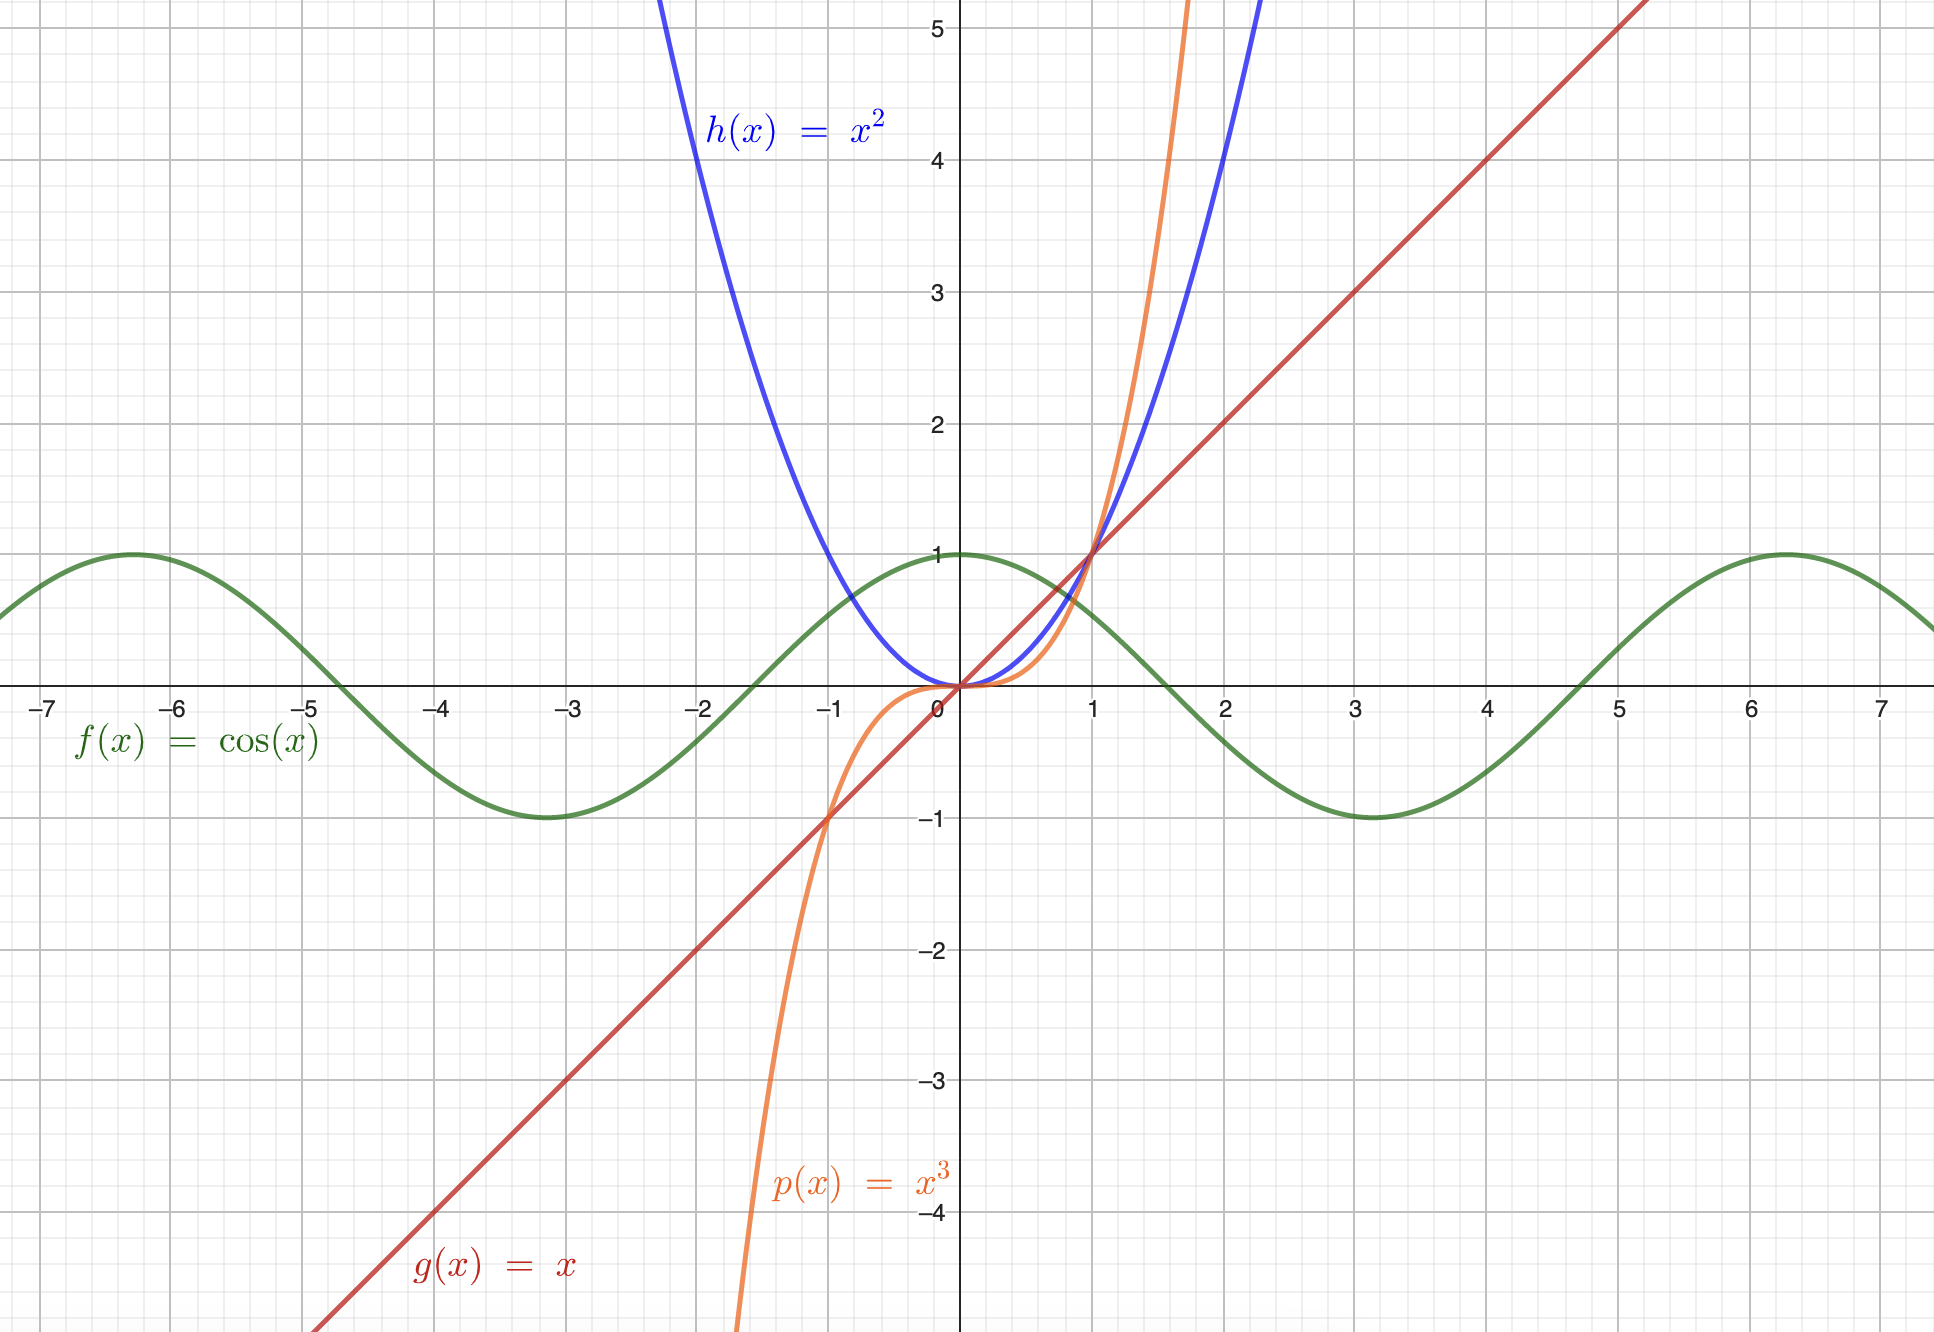 5
h(x) = x²
4
3
2
1
–7 –6 –5 –4 –3 –2 –1 0 1 2 3 4 5 6 7
f(x) = cos(x)
–1
–2
–3
p(x) = x³
–4
g(x) = x